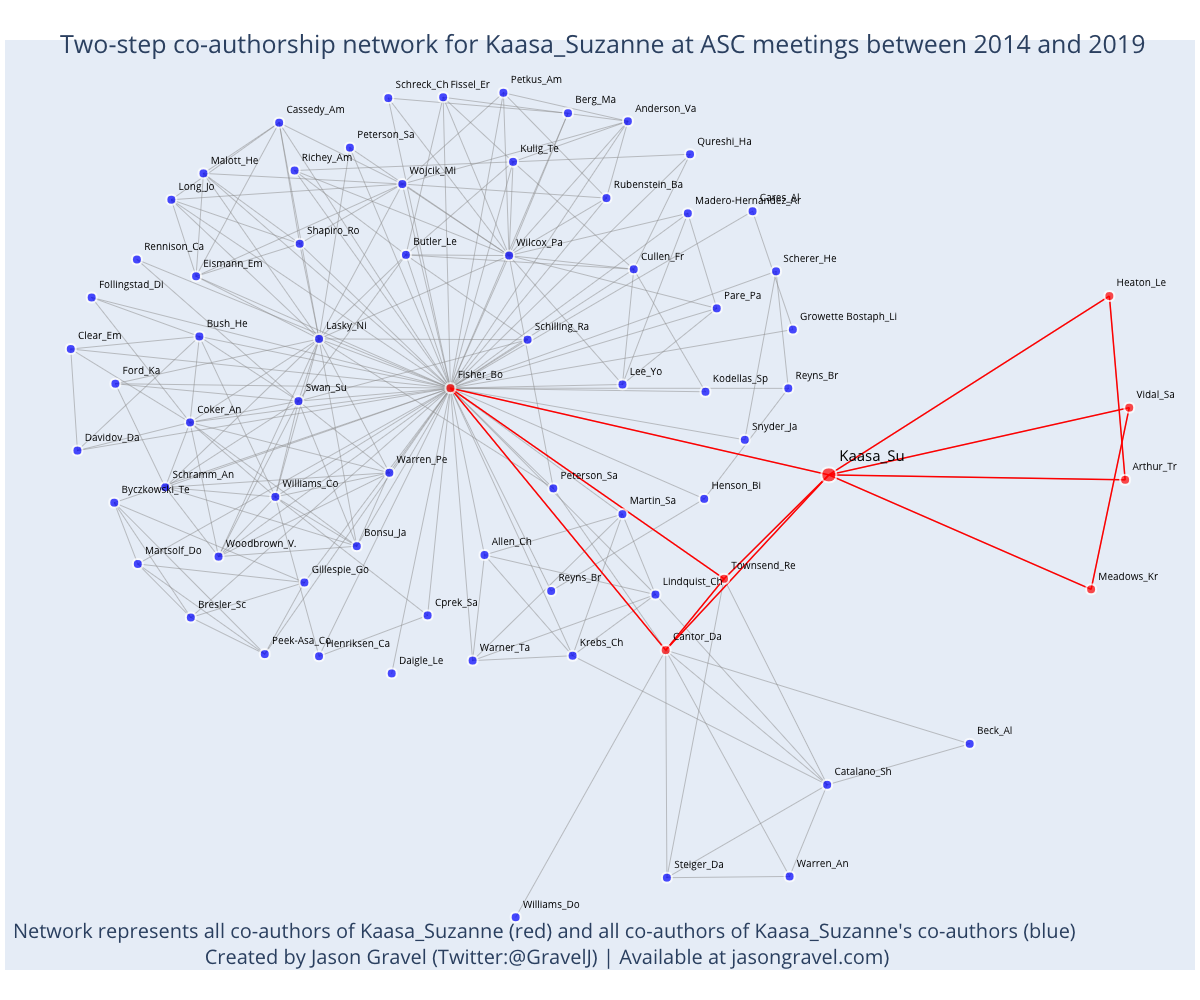 Two-step co-authorship network for Kaasa_Suzanne at ASC meetings between 2014 and 2019
Petkus_Am
Schreck_Ch
Fissel_Er
Berg_Ma
Cassedy_Am
Anderson_Va
Peterson_Sa
Qureshi_Ha
Kulig_Te
Malott_He
Richey_Am
Wojcik_Mi
Long_Jo
Rubenstein_Ba
Cares_Al
Madero-Hernandez_Ar
Shapiro_Ro
Butler_Le
Wilcox_Pa
Rennison_Ca
Cullen_Fr
Scherer_He
Eismann_Em
Heaton_Le
Follingstad_Di
Pare_Pa
Growette Bostaph_Li
Bush_He
Lasky_Ni
Schilling_Ra
Clear_Em
Ford_Ka
Fisher_Bo
Lee_Yo
Kodellas_Sp
Reyns_Br
Swan_Su
Vidal_Sa
Coker_An
Snyder_Ja
Davidov_Da
Kaasa_Su
Warren_Pe
Arthur_Tr
Schramm_An
Peterson_Sa
Williams_Co
Henson_Bi
Byczkowski_Te
Martin_Sa
Bonsu_Ja
Allen_Ch
Woodbrown_V.
Martsolf_Do
Townsend_Re
Gillespie_Go
Reyns_Br
Lindquist_Ch
Meadows_Kr
Bresler_Sc
Cprek_Sa
Cantor_Da
Peek-Asa_Co
Henriksen_Ca
Krebs_Ch
Warner_Ta
Daigle_Le
Beck_Al
Catalano_Sh
Steiger_Da
Warren_An
Williams_Do
Network represents all co-authors of Kaasa_Suzanne (red) and all co-authors of Kaasa_Suzanne's co-authors (blue)
Created by Jason Gravel (Twitter:@GravelJ) | Available at jasongravel.com)